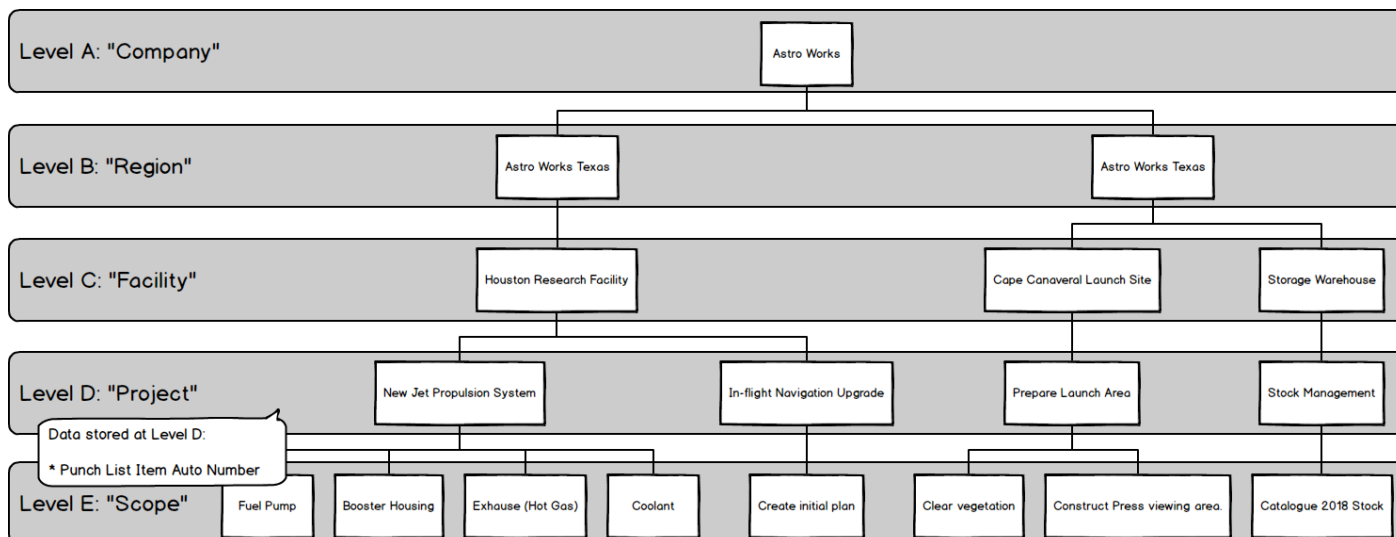 Level A: "Company"
Astro Works
Level B: "Region"
Astro Works Texas
Astro Works Texas
Level C: "Facility"
Houston Research Facility
Cape Canaveral Launch Site
Storage Warehouse
Level D: "Project"
New Jet Propulsion System
In-flight Navigation Upgrade
Prepare Launch Area
Stock Management
Data stored at Level D:
* Punch List Item Auto Number
Level E: "Scope"
Fuel Pump
Booster Housing
Exhause (Hot Gas)
Coolant
Create initial plan
Clear vegetation
Construct Press viewing area.
Catalogue 2018 Stock